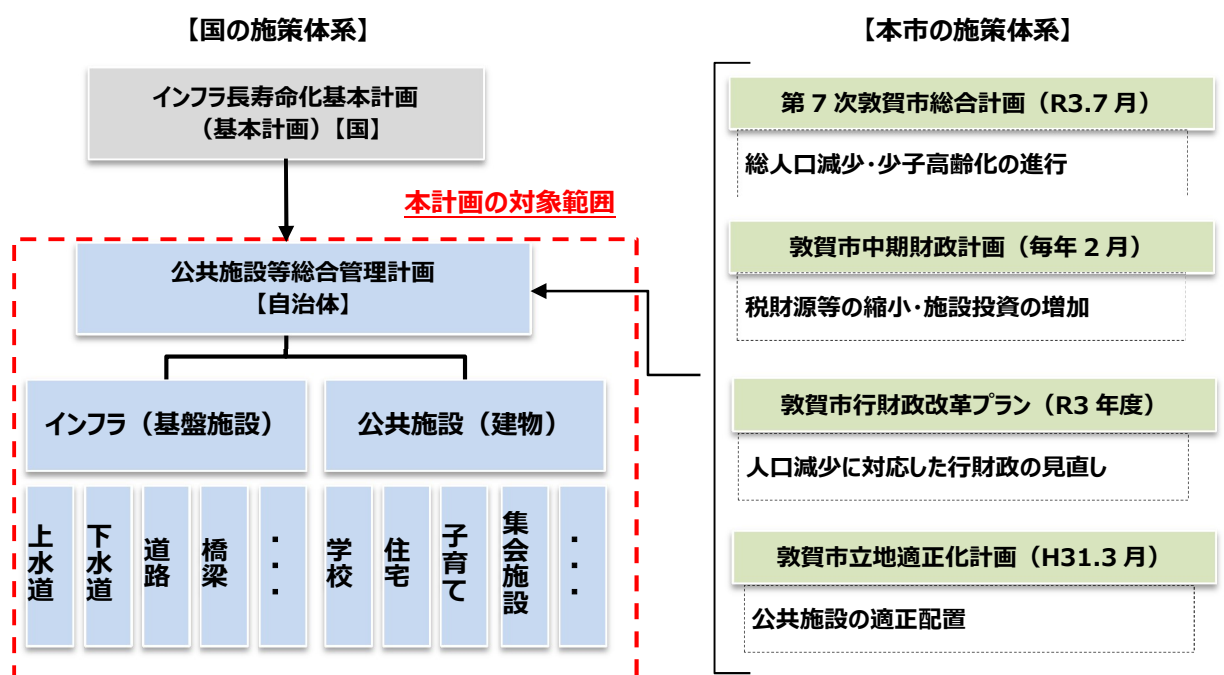 【国の施策体系】
インフラ長寿命化基本計画
（基本計画）【国】
本計画の対象範囲
公共施設等総合管理計画
【自治体】
インフラ（基盤施設）
公共施設（建物）
上水道
下水道
道路
橋梁
・・・
学校
住宅
子育て
集会施設
・・・
【本市の施策体系】
第 7 次敦賀市総合計画（R3.7 月）
総人口減少・少子高齢化の進行
敦賀市中期財政計画（毎年 2 月）
税財源等の縮小・施設投資の増加
敦賀市行財政改革プラン（R3 年度）
人口減少に対応した行財政の見直し
敦賀市立地適正化計画（H31.3 月）
公共施設の適正配置